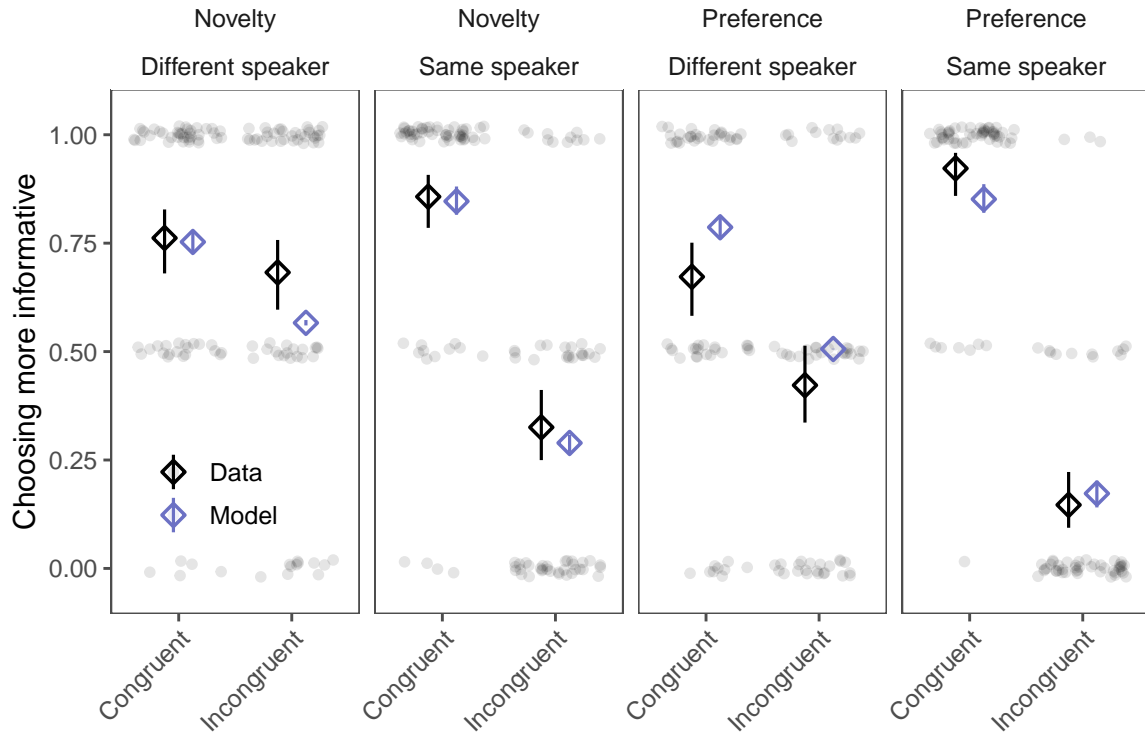 Novelty Novelty Preference Preference
Different speaker Same speaker Different speaker Same speaker
Choosing more informative
1.00
0.75
0.50
0.25
0.00
Data
Model
Congruent Incongruent Congruent Incongruent Congruent Incongruent Congruent Incongruent